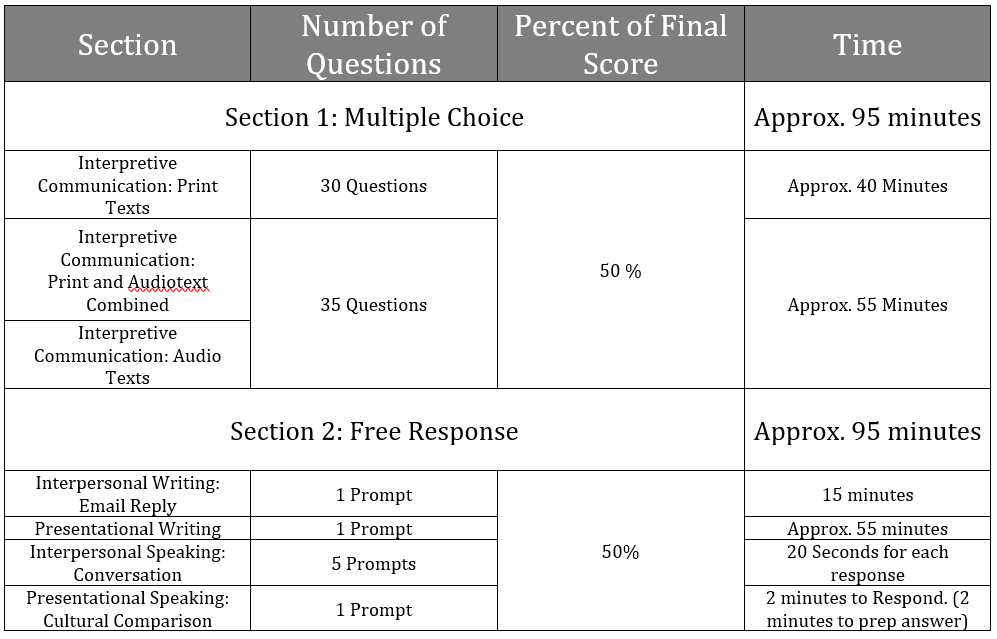 Section
Number of
Questions
Percent of Final
Score
Time
Section 1: Multiple Choice
Approx. 95 minutes
Interpretive
Communication: Print
Texts
30 Questions
50 %
Approx. 40 Minutes
Interpretive
Communication:
Print and Audiotext
Combined
35 Questions
Approx. 55 Minutes
Interpretive
Communication: Audio
Texts
Section 2: Free Response
Approx. 95 minutes
Interpersonal Writing:
Email Reply
1 Prompt
50%
15 minutes
Presentational Writing
1 Prompt
Approx. 55 minutes
Interpersonal Speaking:
Conversation
5 Prompts
20 Seconds for each
response
Presentational Speaking:
Cultural Comparison
1 Prompt
2 minutes to Respond. (2
minutes to prep answer)